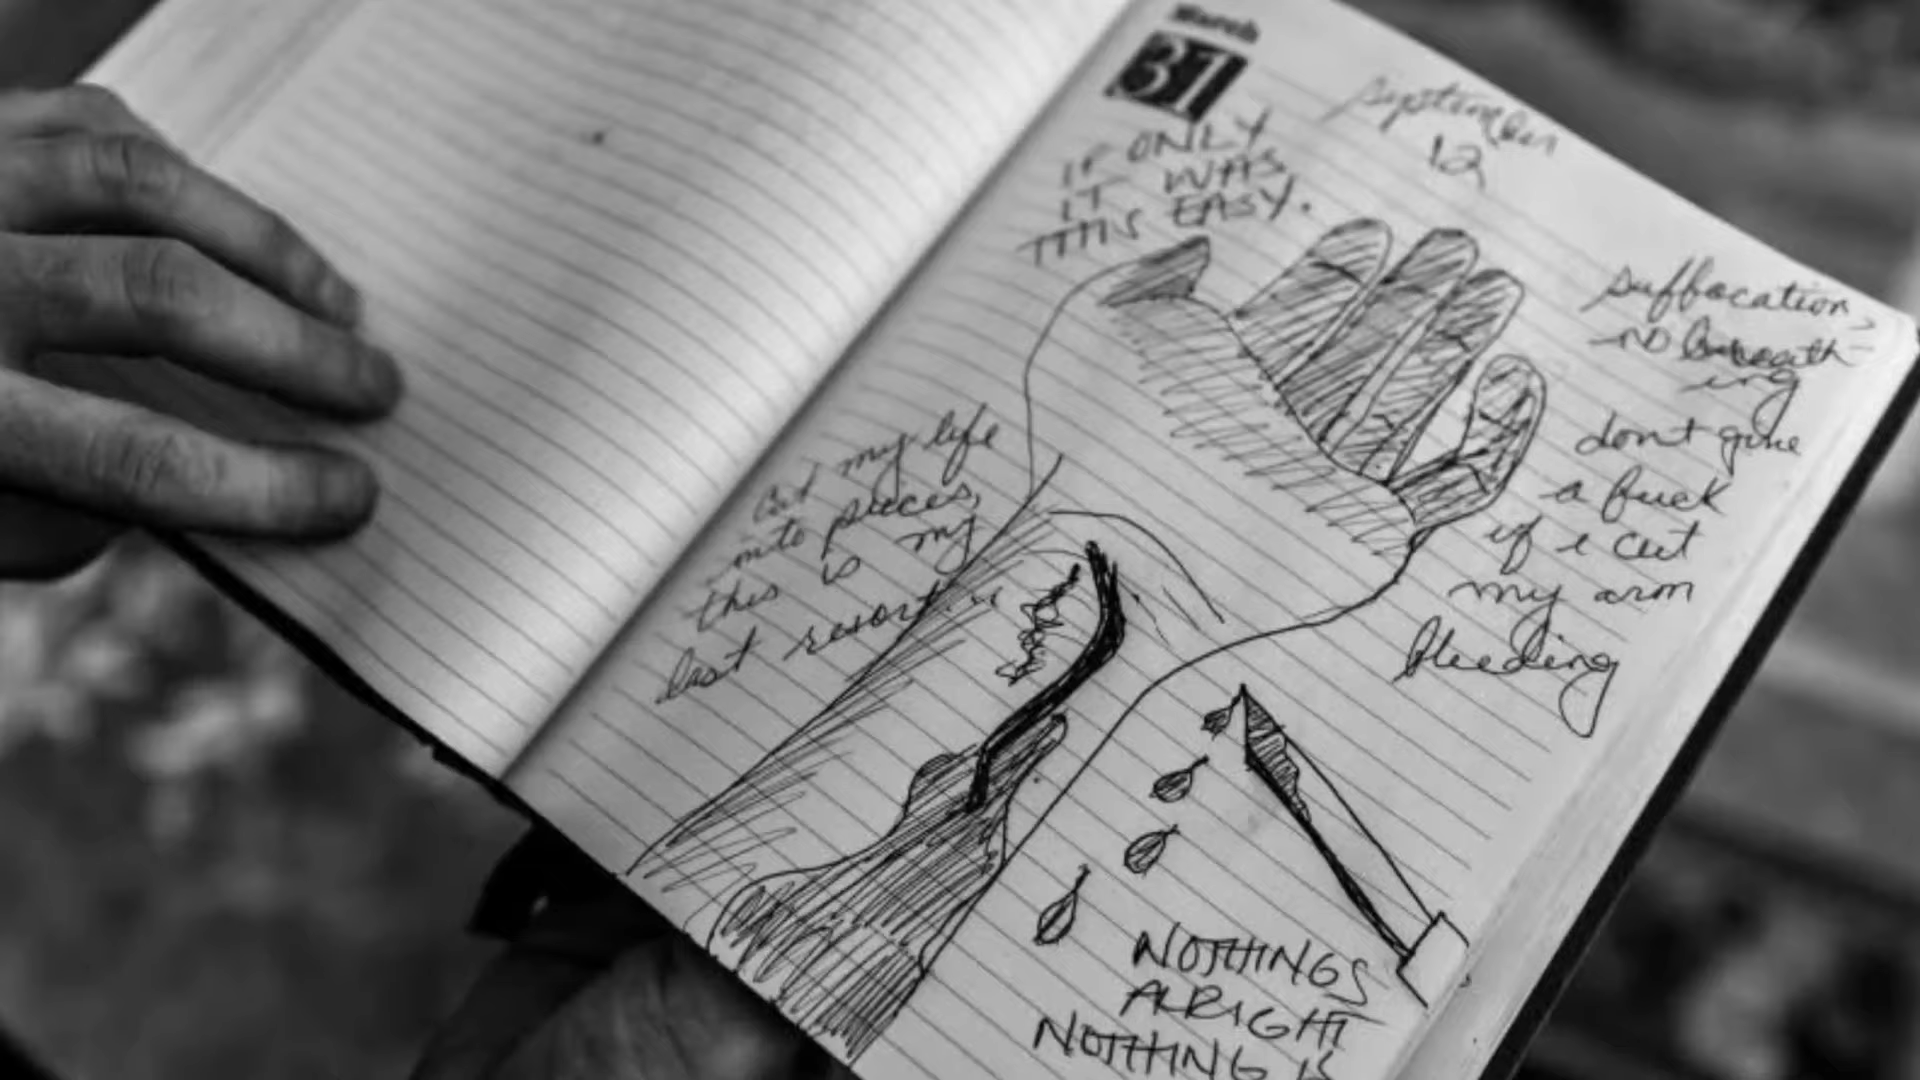 March
31
September
12
IF ONLY
IT WAS
THIS EASY.
suffocation,
no breath-
ing
dont give
a fuck
if i cut
my arm
bleeding
Cut my life
into pieces,
this is my
last resort...
NOTHINGS
ALRIGHT
NOTHING IS